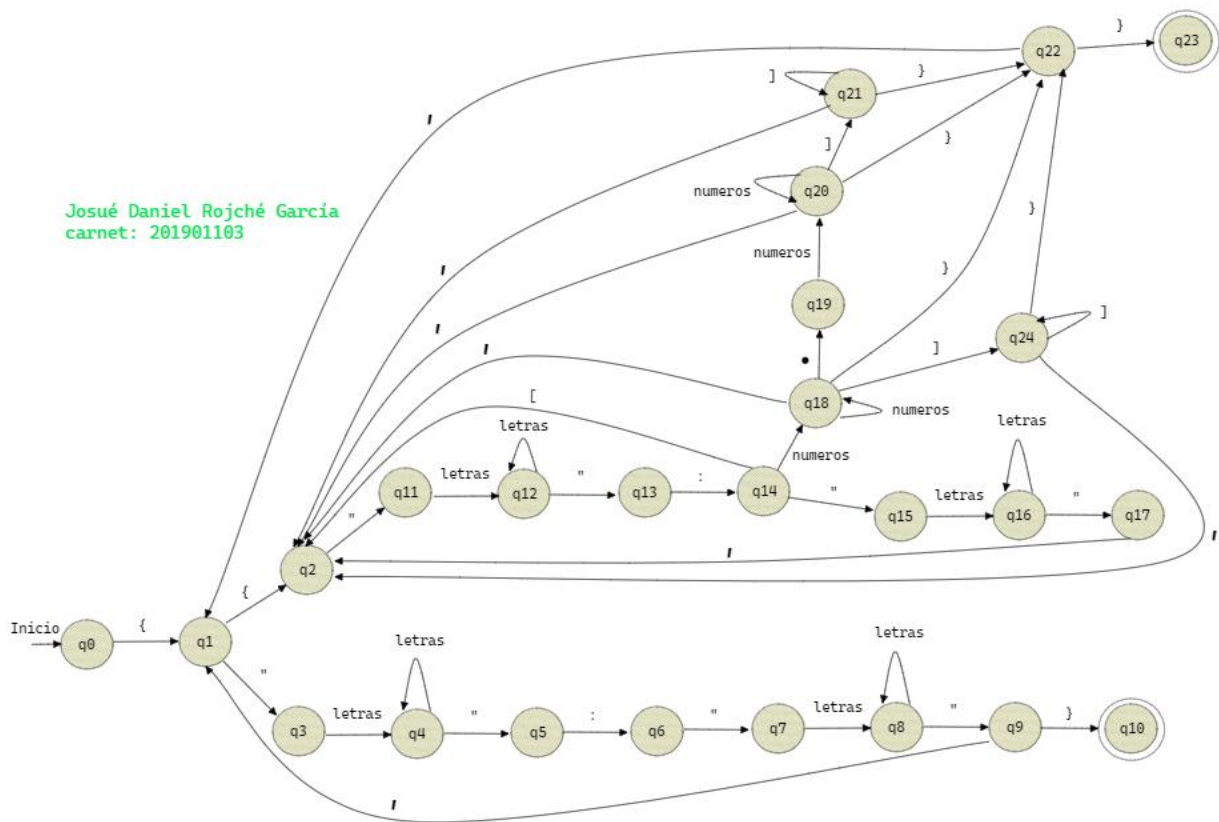 }
q22
q23
]
q21
}
,
]
}
numeros
q20
Josué Daniel Rojché García
carnet: 201901103
}
numeros
,
}
q19
,
]
q24
,
•
]
[
q18
numeros
letras
letras
numeros
q11
letras
q12
"
q13
:
q14
"
q15
letras
q16
"
q17
"
,
,
q2
{
Inicio
q0
{
q1
letras
letras
"
q3
letras
q4
"
q5
:
q6
"
q7
letras
q8
"
q9
}
q10
,